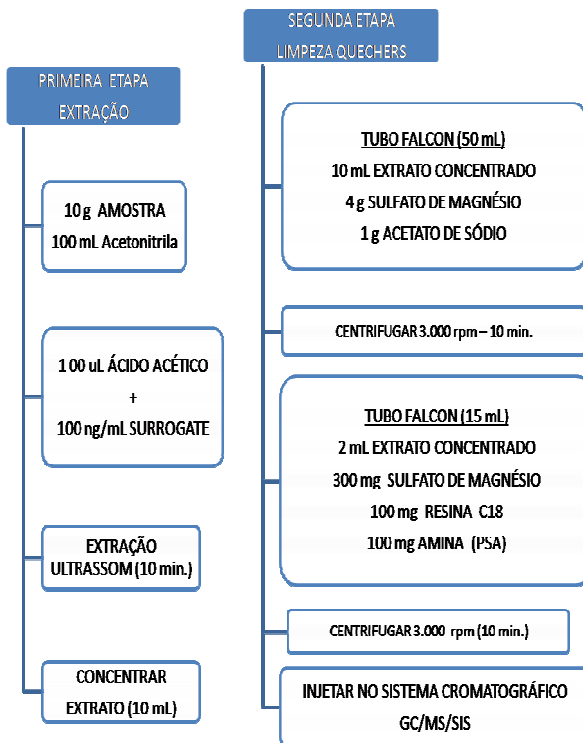 PRIMEIRA ETAPA
EXTRAÇÃO
10 g AMOSTRA
100 mL Acetonitrila
100 uL ÁCIDO ACÉTICO
+
100 ng/mL SURROGATE
EXTRAÇÃO
ULTRASSOM (10 min.)
CONCENTRAR
EXTRATO (10 mL)
SEGUNDA ETAPA
LIMPEZA QUECHERS
TUBO FALCON (50 mL)
10 mL EXTRATO CONCENTRADO
4 g SULFATO DE MAGNÉSIO
1 g ACETATO DE SÓDIO
CENTRIFUGAR 3.000 rpm – 10 min.
TUBO FALCON (15 mL)
2 mL EXTRATO CONCENTRADO
300 mg SULFATO DE MAGNÉSIO
100 mg RESINA C18
100 mg AMINA (PSA)
CENTRIFUGAR 3.000 rpm (10 min.)
INJETAR NO SISTEMA CROMATOGRÁFICO
GC/MS/SIS